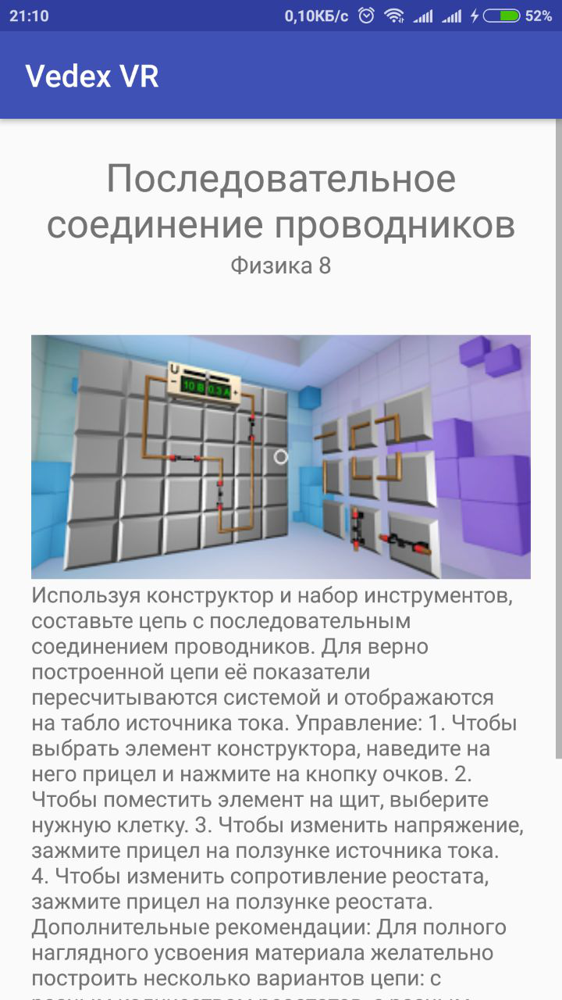 21:10
0,10КБ/с
52%
Vedex VR
Последовательное
соединение проводников
Физика 8
U
- 10 В 0.3 А +
Используя конструктор и набор инструментов,
составьте цепь с последовательным
соединением проводников. Для верно
построенной цепи её показатели
пересчитываются системой и отображаются
на табло источника тока. Управление: 1. Чтобы
выбрать элемент конструктора, наведите на
него прицел и нажмите на кнопку очков. 2.
Чтобы поместить элемент на щит, выберите
нужную клетку. 3. Чтобы изменить напряжение,
зажмите прицел на ползунке источника тока.
4. Чтобы изменить сопротивление реостата,
зажмите прицел на ползунке реостата.
Дополнительные рекомендации: Для полного
наглядного усвоения материала желательно
построить несколько вариантов цепи: с